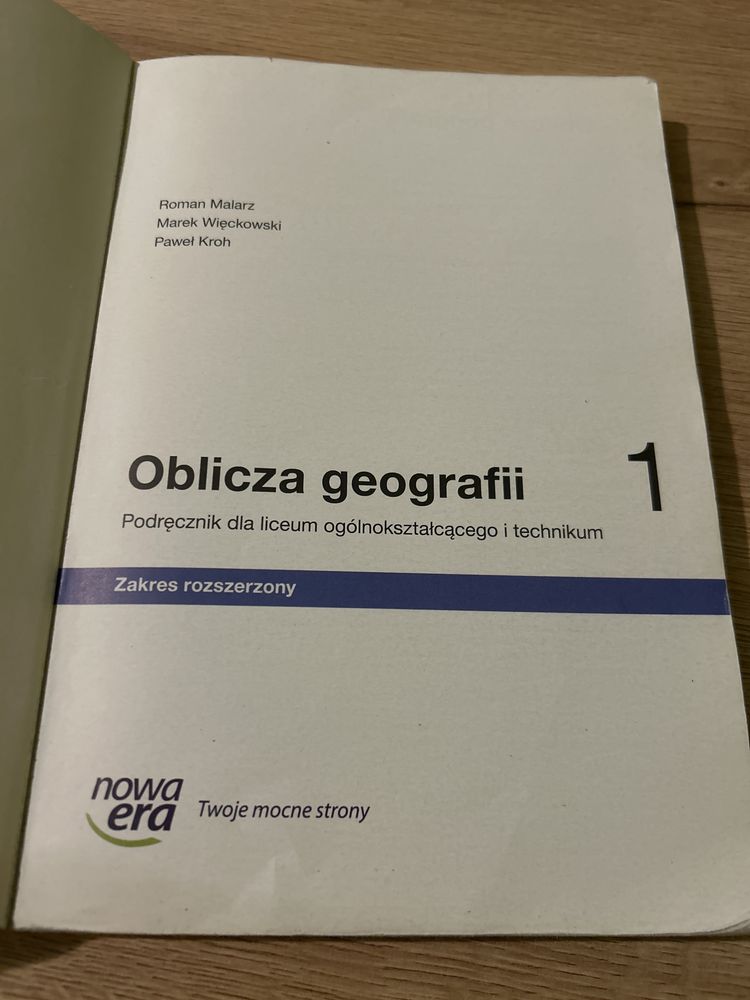 Roman Malarz
Marek Więckowski
Paweł Kroh
Oblicza geografii 1
Podręcznik dla liceum ogólnokształcącego i technikum
Zakres rozszerzony
nowa
era
Twoje mocne strony